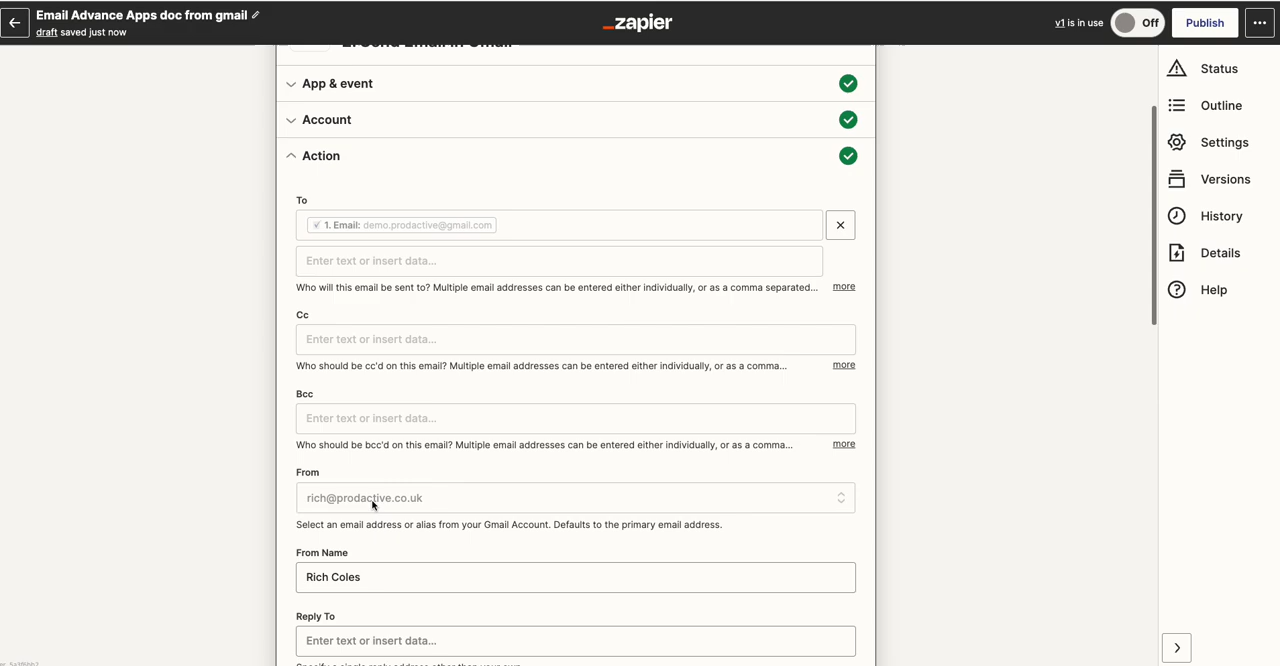 Email Advance Apps doc from gmail
draft saved just now
_zapier
v1 is in use
Off
Publish
2. Send Email in Gmail
App & event
Account
Action
To
1. Email: demo.prodactive@gmail.com
Enter text or insert data...
Who will this email be sent to? Multiple email addresses can be entered either individually, or as a comma separated... more
Cc
Enter text or insert data...
Who should be cc'd on this email? Multiple email addresses can be entered either individually, or as a comma... more
Bcc
Enter text or insert data...
Who should be bcc'd on this email? Multiple email addresses can be entered either individually, or as a comma... more
From
rich@prodactive.co.uk
Select an email address or alias from your Gmail Account. Defaults to the primary email address.
From Name
Rich Coles
Reply To
Enter text or insert data...
Status
Outline
Settings
Versions
History
Details
Help